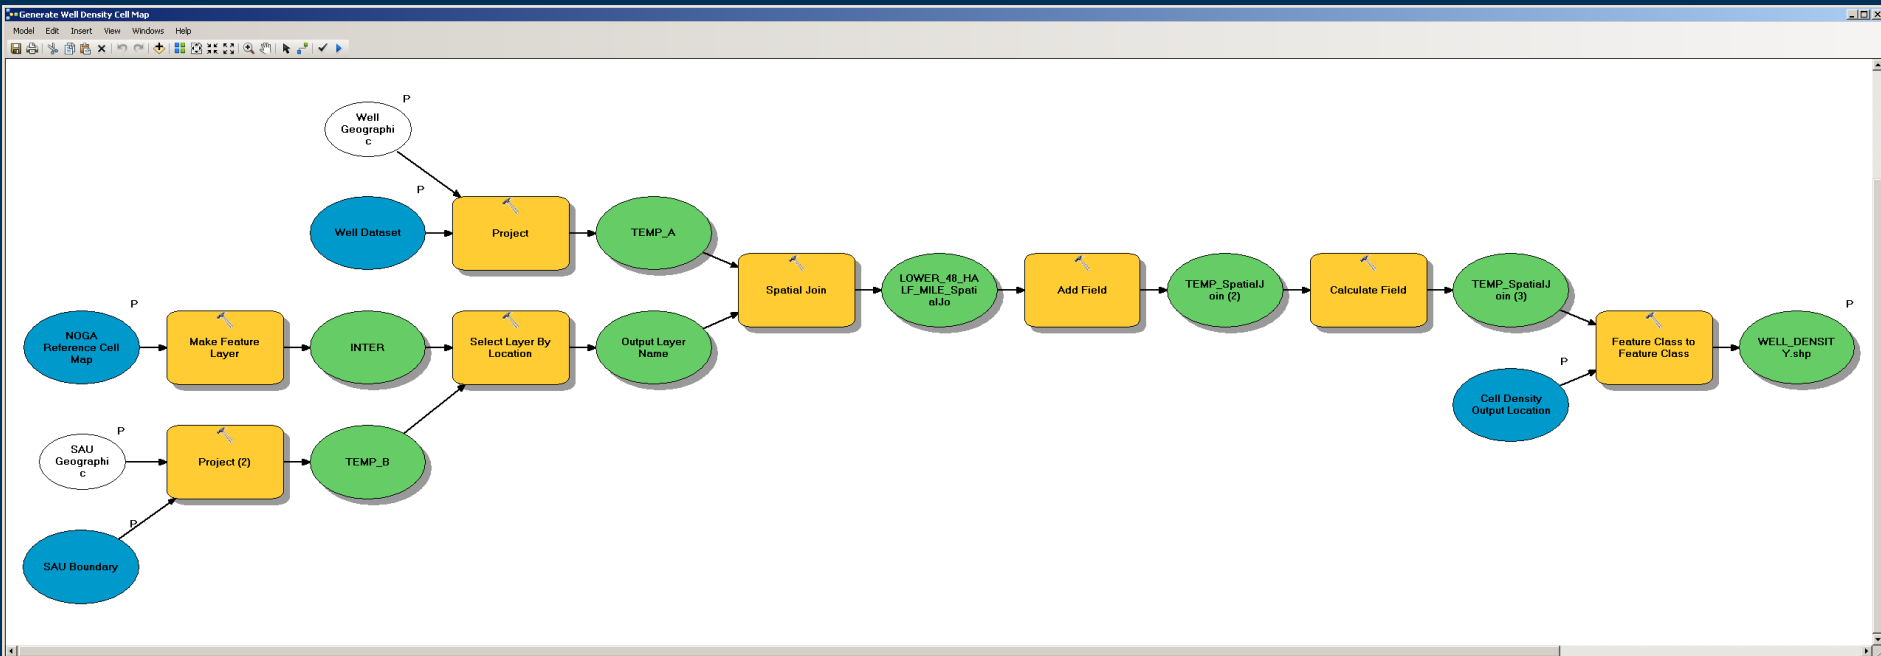 Generate Well Density Cell Map
Model Edit Insert View Windows Help
P
Well
Geographi
c
P
Well Dataset
Project
TEMP_A
P
NOGA
Reference Cell
Map
Make Feature
Layer
INTER
Select Layer By
Location
Output Layer
Name
Spatial Join
LOWER_48_HA
LF_MILE_Spati
alJo
Add Field
TEMP_SpatialJ
oin (2)
Calculate Field
TEMP_SpatialJ
oin (3)
P
Cell Density
Output Location
Feature Class to
Feature Class
P
WELL_DENSIT
Y.shp
P
SAU
Geographi
c
Project (2)
TEMP_B
P
SAU Boundary